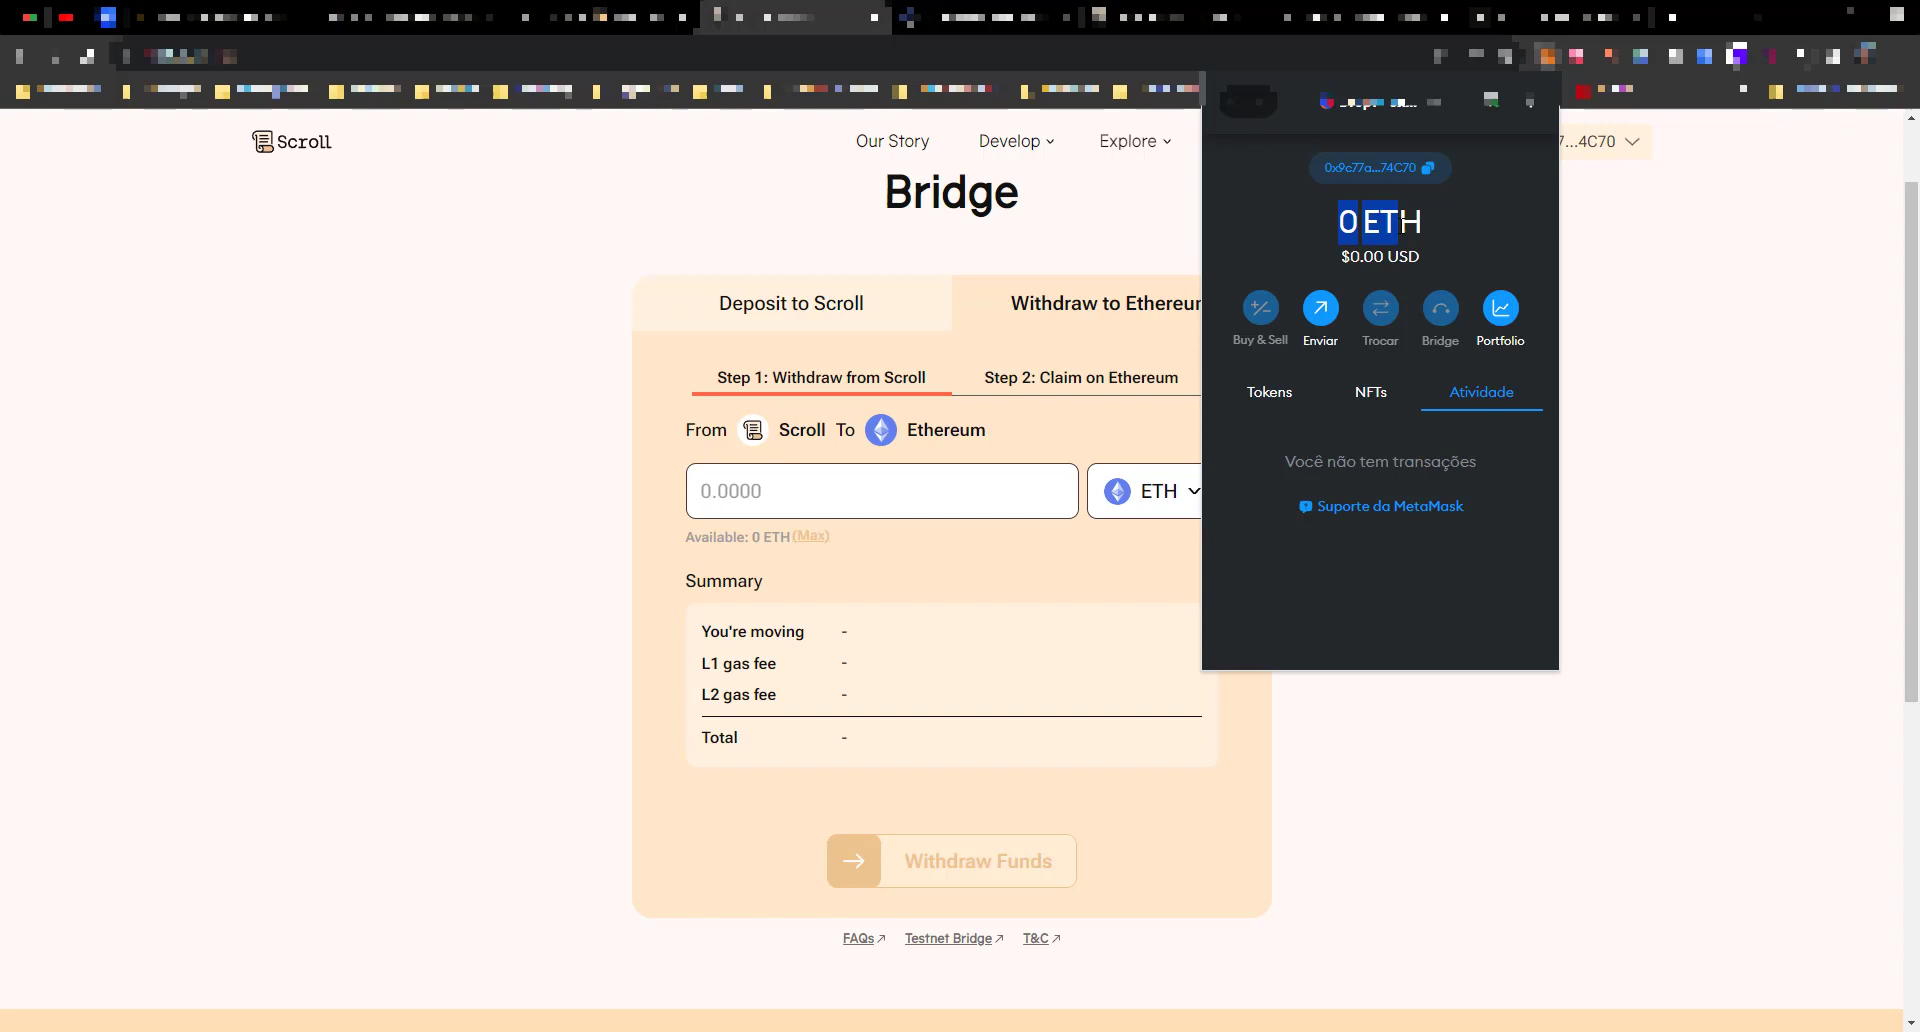 Scroll
Our Story
Develop
Explore
7...4C70
Bridge
Deposit to Scroll
Withdraw to Ethereu
Step 1: Withdraw from Scroll
Step 2: Claim on Ethereum
From Scroll To Ethereum
0.0000
ETH
Available: 0 ETH (Max)
Summary
You're moving -
L1 gas fee -
L2 gas fee -
Total -
Withdraw Funds
FAQs
Testnet Bridge
T&C
0x9c77a...74C70
0 ETH
$0.00 USD
Buy & Sell
Enviar
Trocar
Bridge
Portfolio
Tokens
NFTs
Atividade
Você não tem transações
Suporte da MetaMask